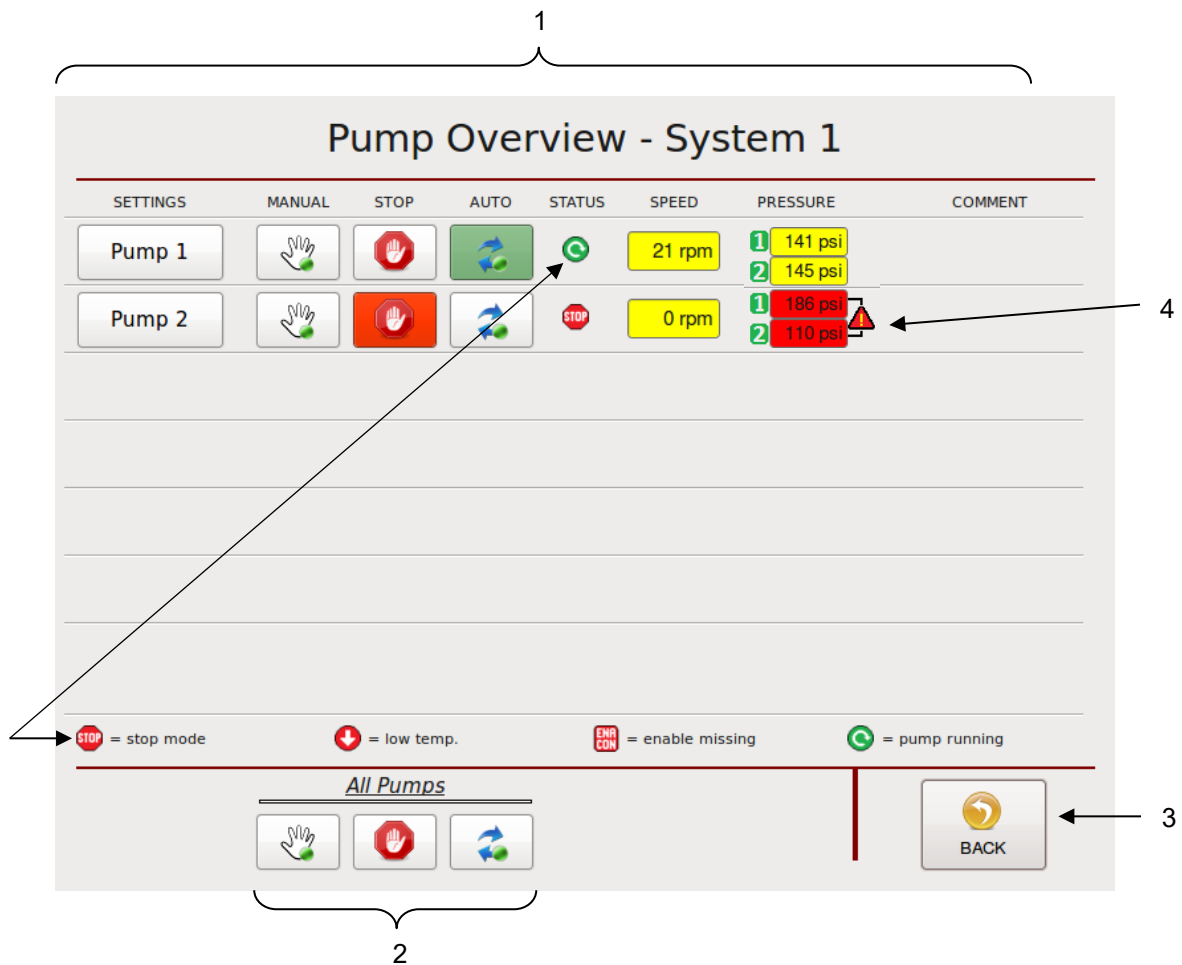 1
Pump Overview - System 1
SETTINGS MANUAL STOP AUTO STATUS SPEED PRESSURE COMMENT
Pump 1 21 rpm 1 141 psi
2 145 psi
Pump 2 STOP 0 rpm 1 186 psi
2 110 psi
4
STOP = stop mode = low temp. ENA CON = enable missing = pump running
All Pumps
BACK
3
2